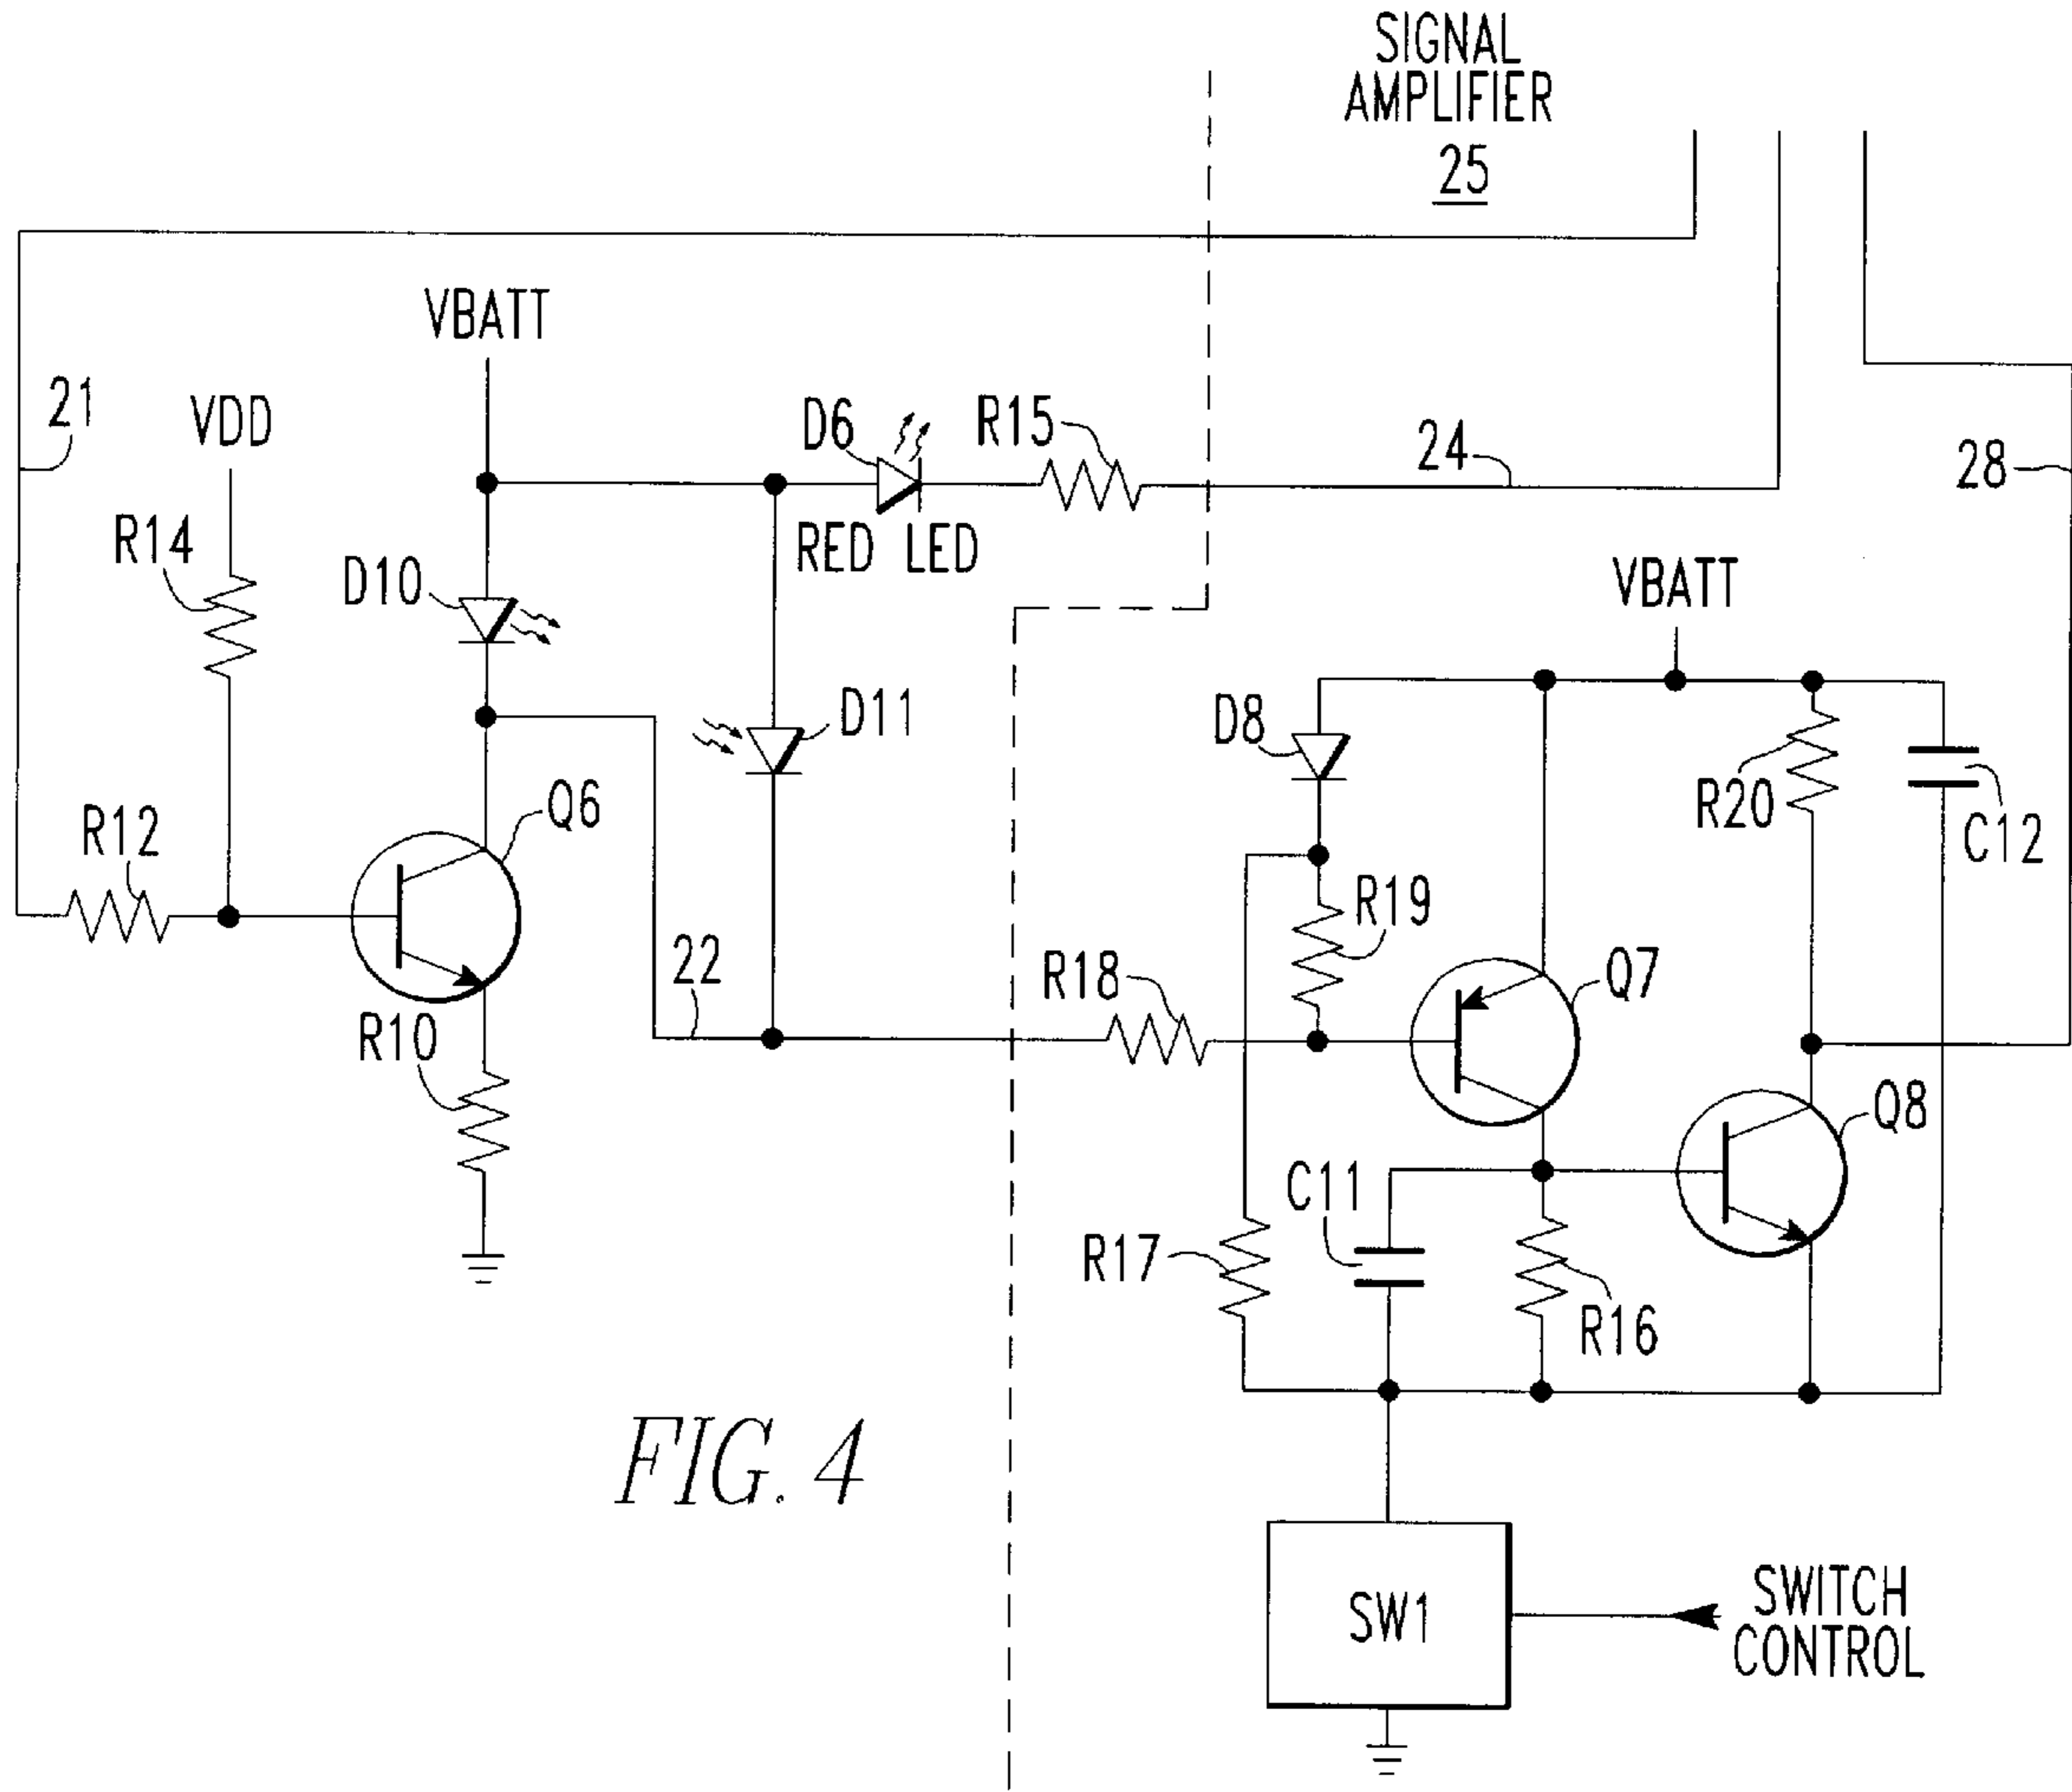 SIGNAL
AMPLIFIER
25
VBATT
21
VDD
D6
R15
24
28
R14
D10
RED LED
VBATT
D11
D8
R20
C12
R12
Q6
R19
22
R18
Q7
R10
Q8
C11
R17
R16
FIG. 4
SW1
SWITCH
CONTROL